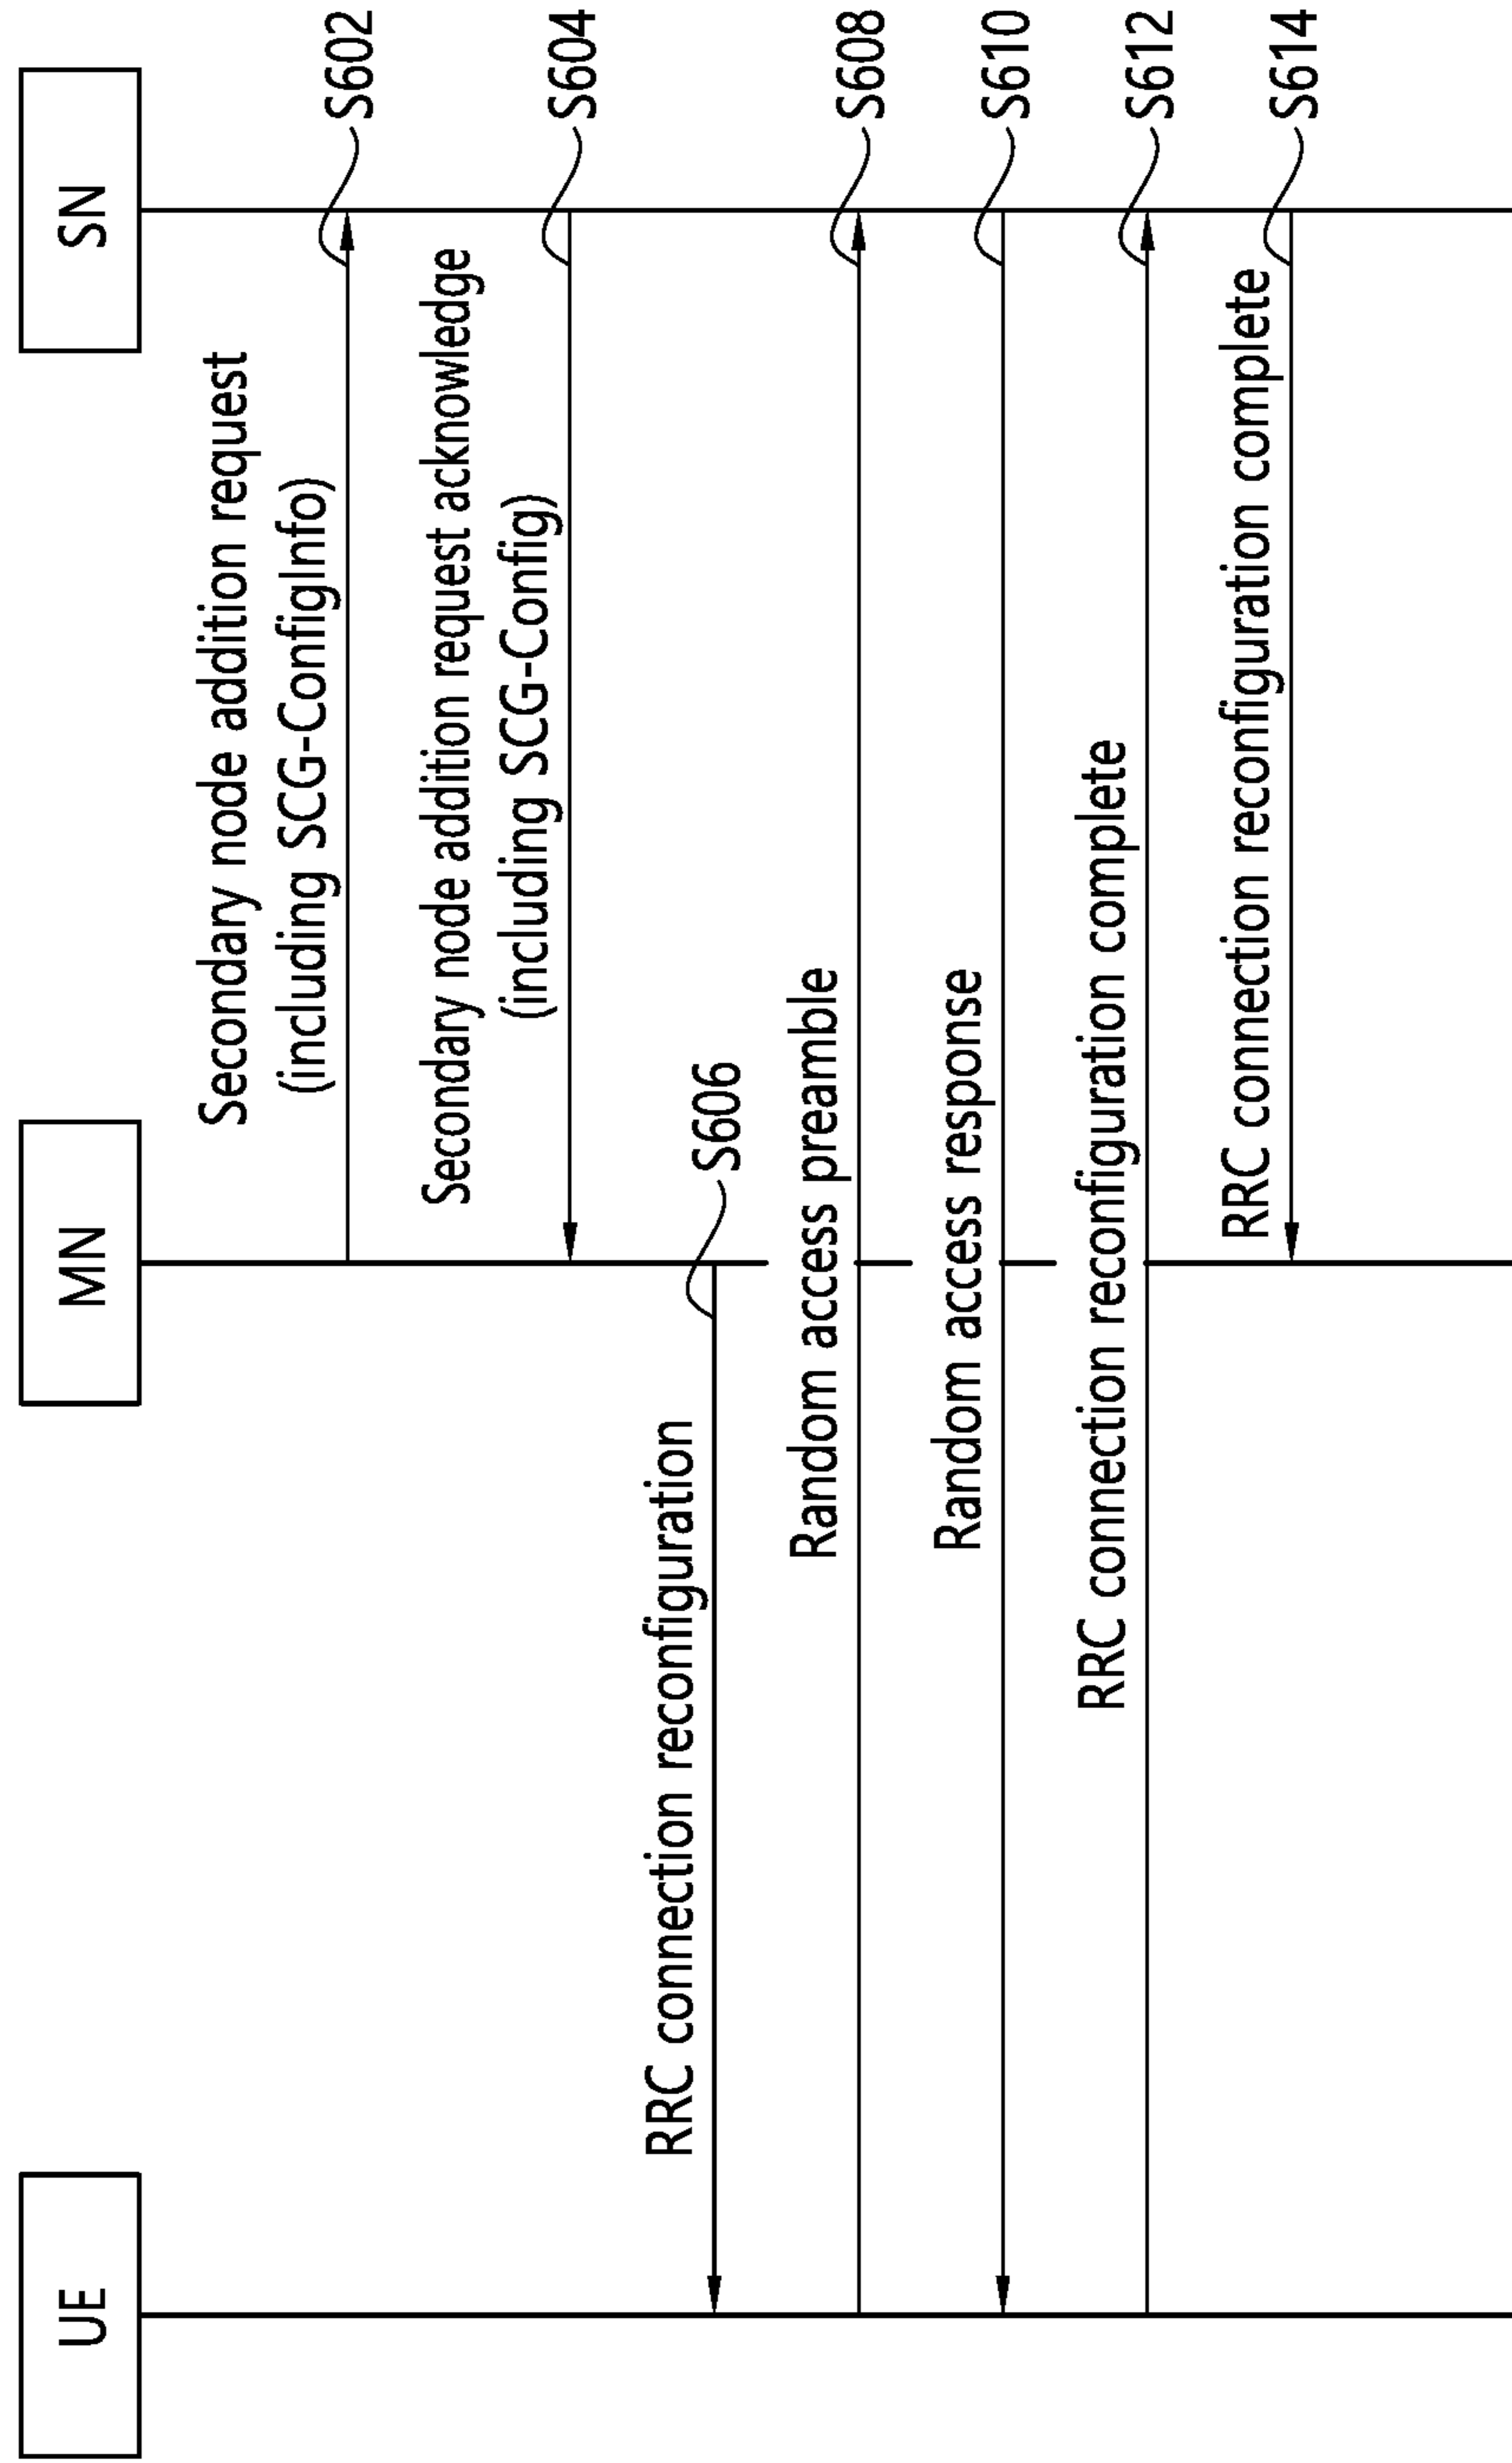 UE
MN
SN
Secondary node addition request
(including SCG-ConfigInfo)
S602
Secondary node addition request acknowledge
(including SCG-Config)
S604
RRC connection reconfiguration
S606
Random access preamble
S608
Random access response
S610
RRC connection reconfiguration complete
S612
RRC connection reconfiguration complete
S614